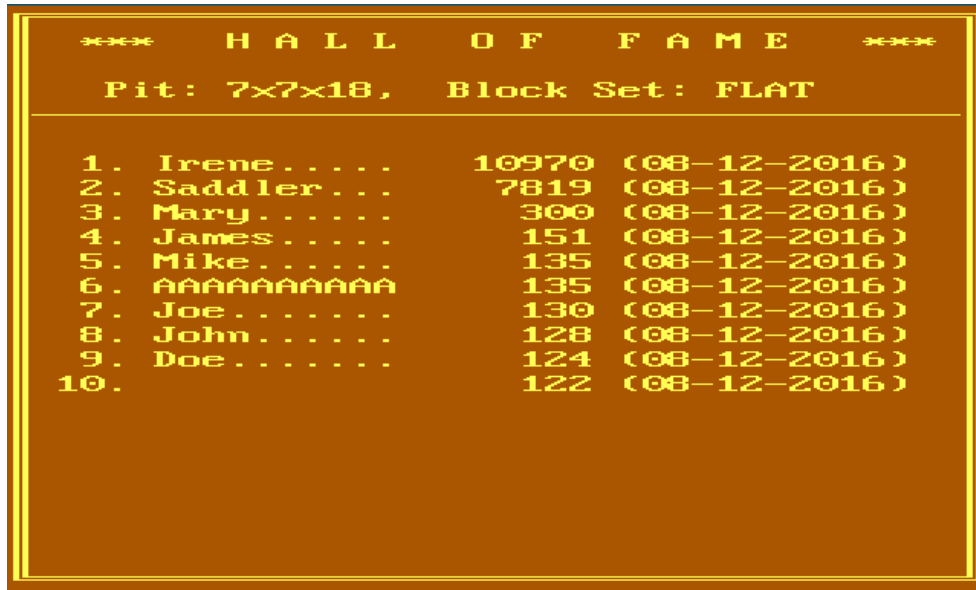 *** H A L L   O F   F A M E ***
Pit: 7x7x18,  Block Set: FLAT
1. Irene..... 10970 (08-12-2016)
2. Saddler... 7819 (08-12-2016)
3. Mary...... 300 (08-12-2016)
4. James..... 151 (08-12-2016)
5. Mike...... 135 (08-12-2016)
6. AAAAAAAAAA 135 (08-12-2016)
7. Joe....... 130 (08-12-2016)
8. John...... 128 (08-12-2016)
9. Doe....... 124 (08-12-2016)
10. 122 (08-12-2016)